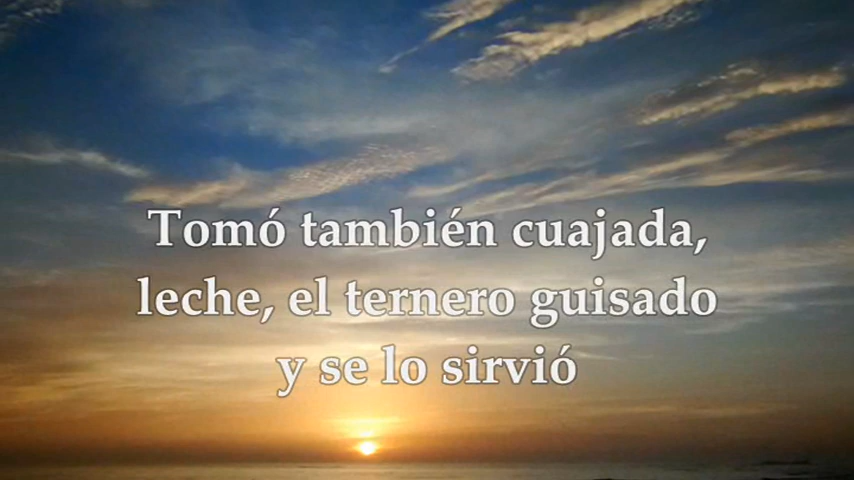 Tomó también cuajada,
leche, el ternero guisado
y se lo sirvió